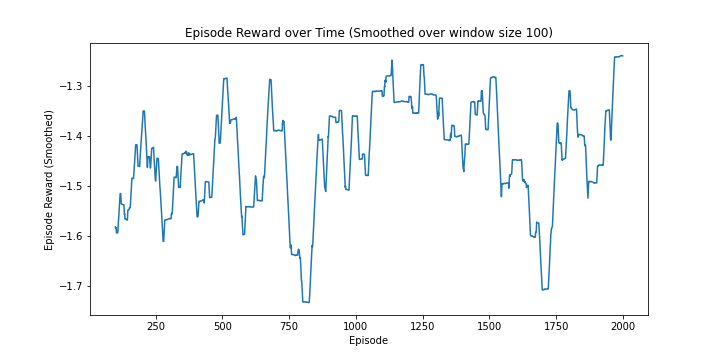 Episode Reward over Time (Smoothed over window size 100)
Episode Reward (Smoothed)
−1.3
−1.4
−1.5
−1.6
−1.7
250 500 750 1000 1250 1500 1750 2000
Episode